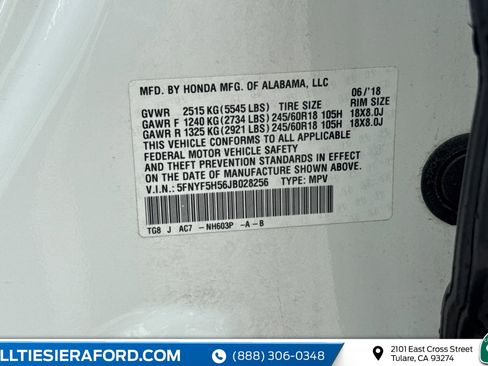 MFD. BY HONDA MFG. OF ALABAMA, LLC
GVWR 2515 KG (5545 LBS) TIRE SIZE 06/'18 RIM SIZE
GAWR F 1240 KG (2734 LBS) 245/60R18 105H 18X8.0J
GAWR R 1325 KG (2921 LBS) 245/60R18 105H 18X8.0J
THIS VEHICLE CONFORMS TO ALL APPLICABLE
FEDERAL MOTOR VEHICLE SAFETY
AND THEFT PREVENTION STANDARDS IN EFFECT ON
THE DATE OF MANUFACTURE SHOWN ABOVE.
V.I.N.: 5FNYF5H56JB028256 TYPE: MPV
TG8 J AC7 -NH603P -A-B
LLTIESIERAFORD.COM
(888) 306-0348
2101 East Cross Street
Tulare, CA 93274